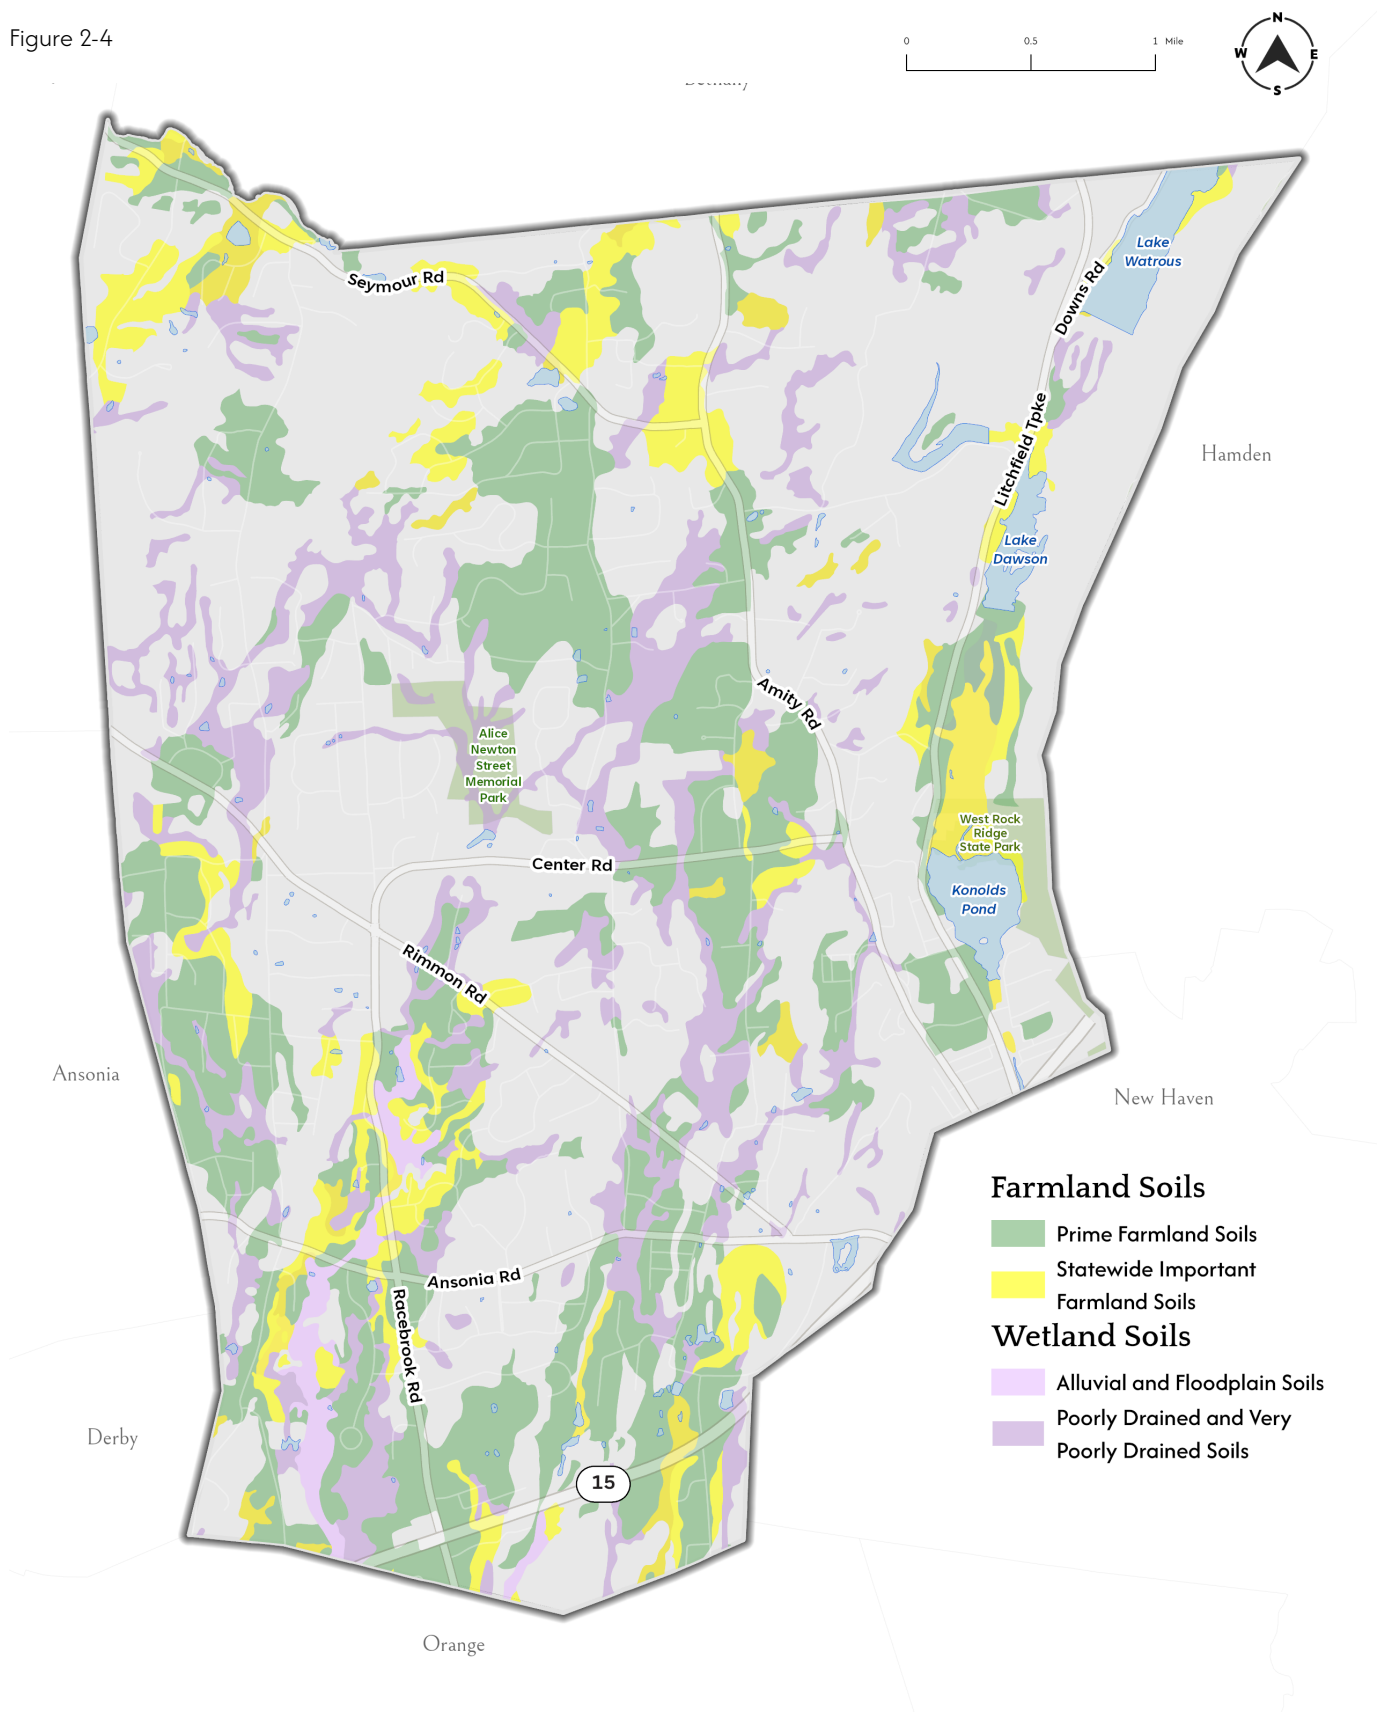 Figure 2-4
0 0.5 1 Mile
N
W E
S
Seymour Rd
Lake
Watrous
Downs Rd
Litchfield Tpke
Hamden
Lake
Dawson
Amity Rd
Alice
Newton
Street
Memorial
Park
West Rock
Ridge
State Park
Center Rd
Konolds
Pond
Rimmon Rd
Ansonia
New Haven
Farmland Soils
Prime Farmland Soils
Statewide Important
Farmland Soils
Wetland Soils
Alluvial and Floodplain Soils
Poorly Drained and Very
Poorly Drained Soils
Ansonia Rd
Racebrook Rd
Derby
15
Orange